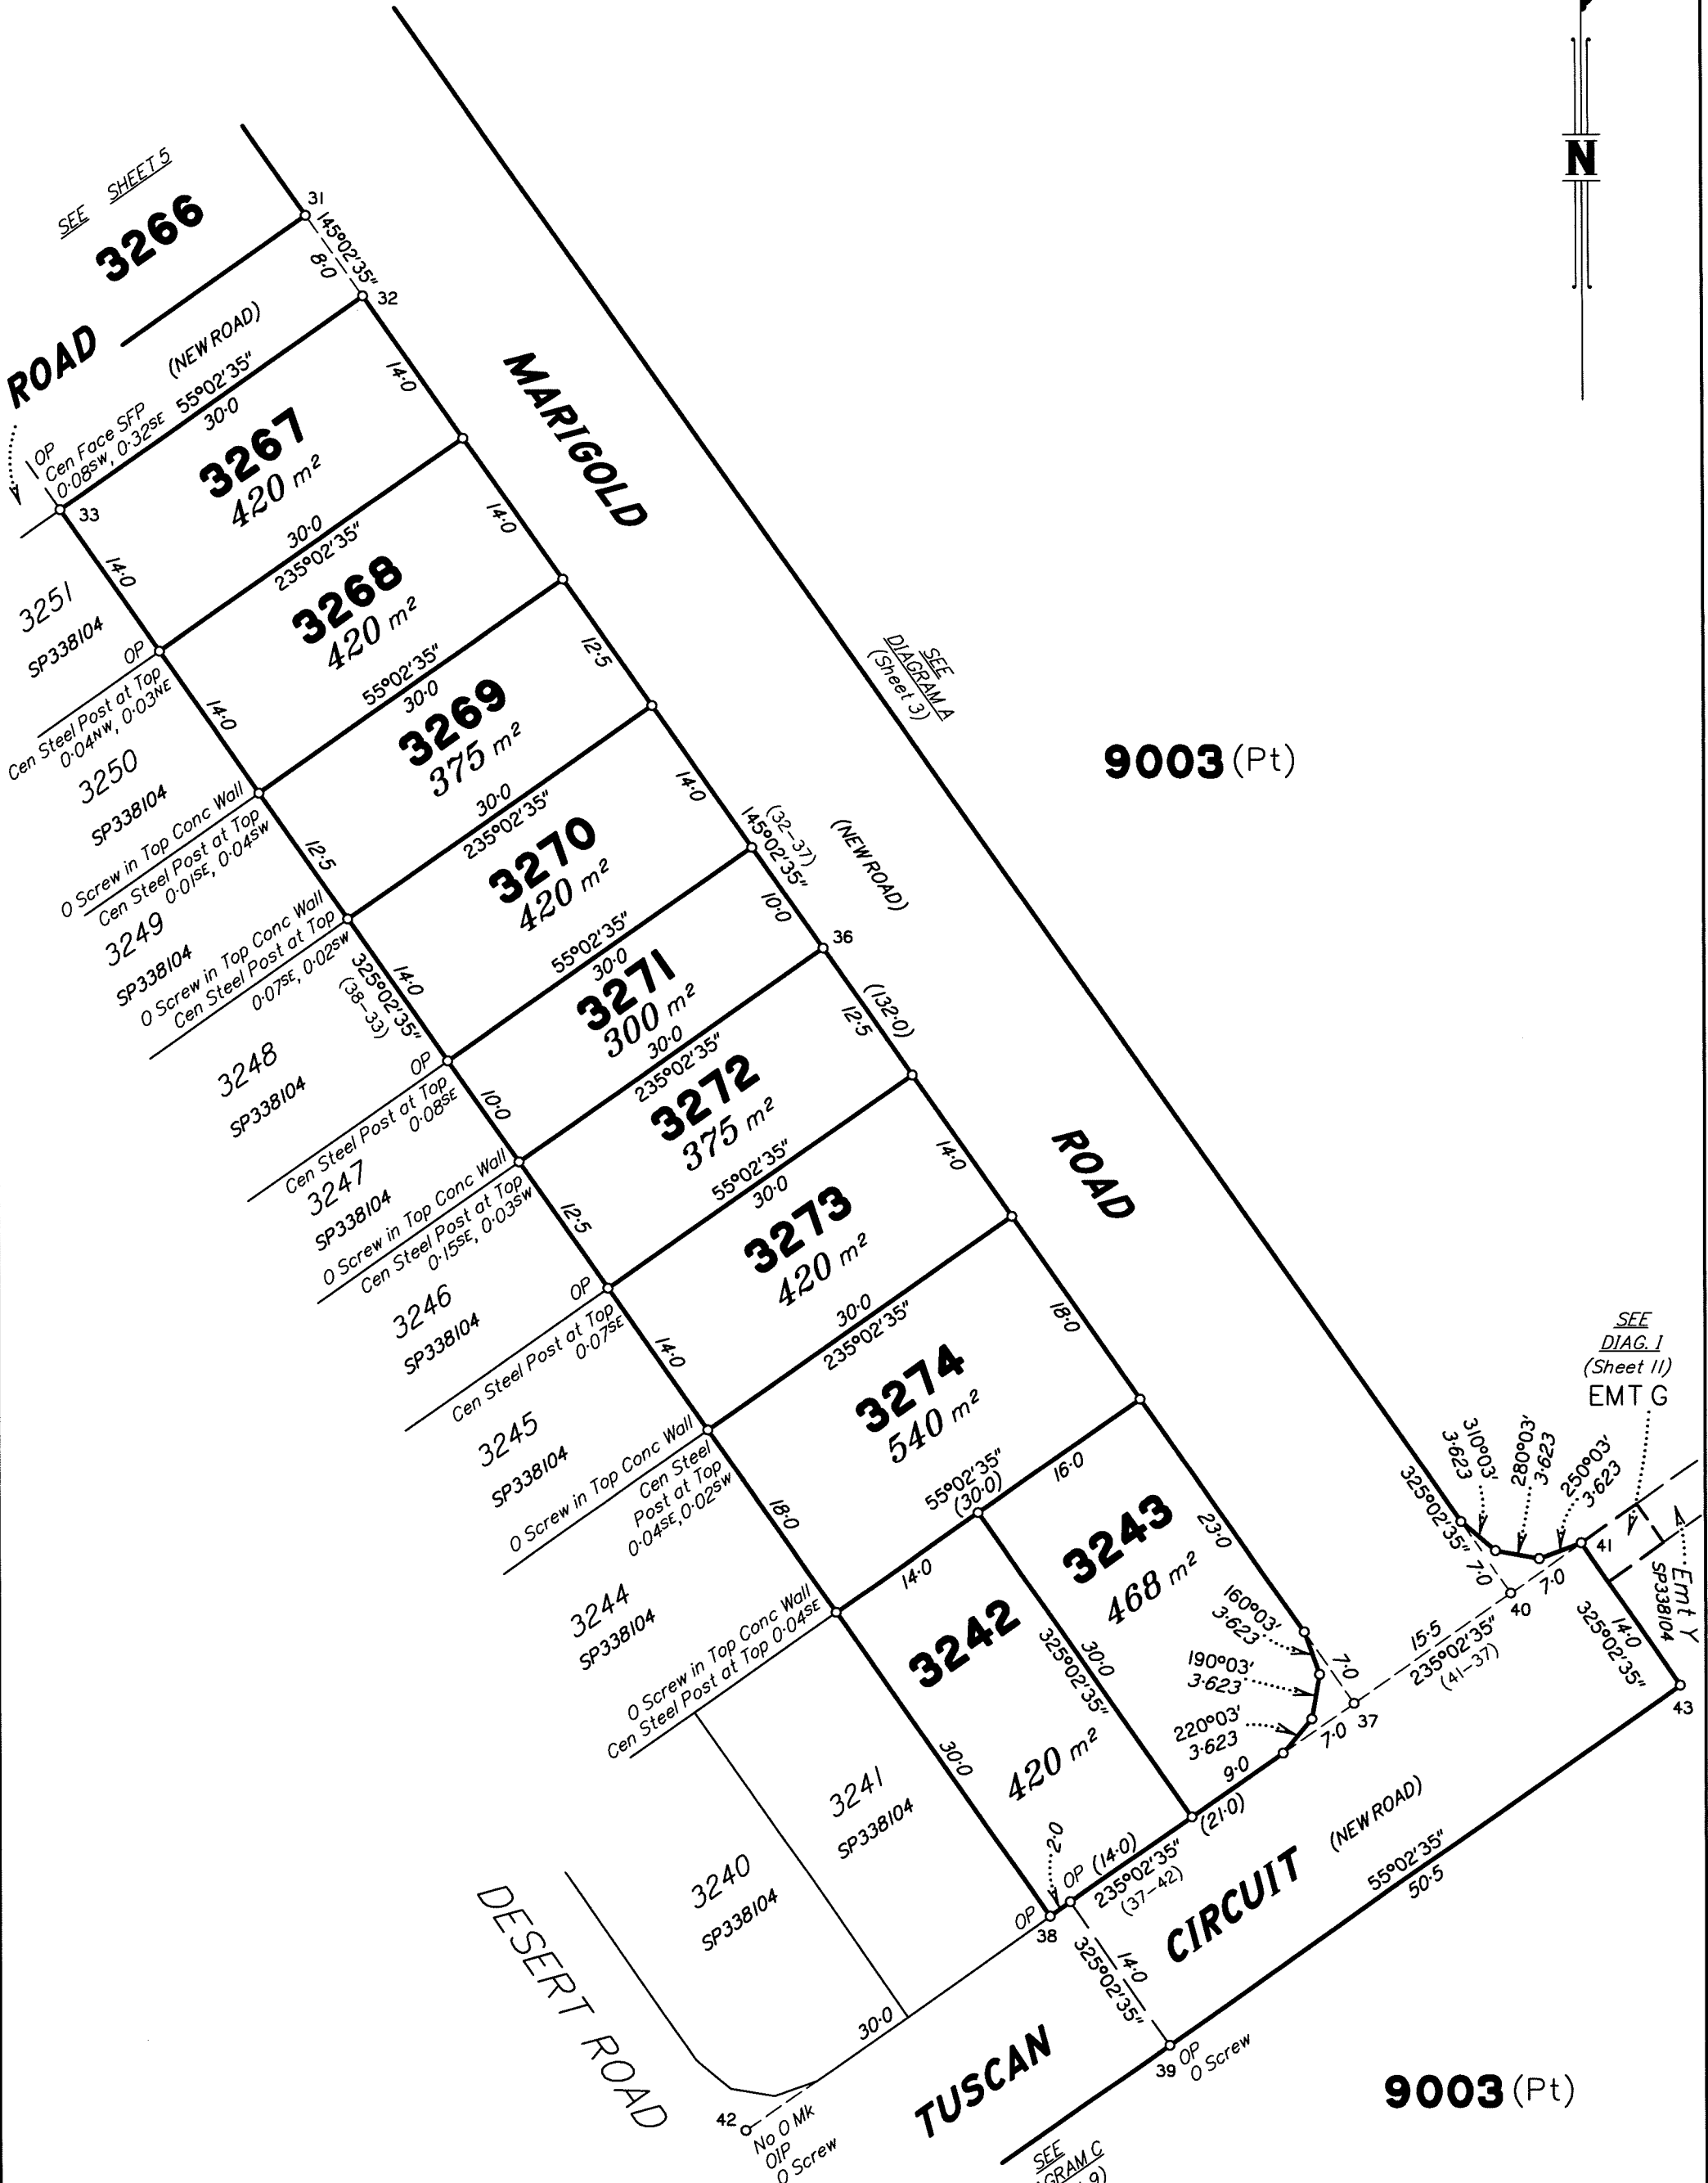 N
SEE SHEET 5
3266
31
145°02'35"
8·0
32
ROAD
(NEW ROAD)
OP
Cen Face SFP
0·08SW, 0·32SE
55°02'35"
30·0
33
14·0
3267
420 m²
14·0
30·0
235°02'35"
MARIGOLD
14·0
3268
420 m²
3251
SP338104
OP
Cen Steel Post at Top
0·04NW, 0·03NE
14·0
55°02'35"
30·0
12·5
3269
375 m²
SEE
DIAGRAM A
(Sheet 3)
9003 (Pt)
3250
SP338104
O Screw in Top Conc Wall
Cen Steel Post at Top
0·01SE, 0·04SW
12·5
30·0
235°02'35"
14·0
3270
420 m²
(32–37)
145°02'35"
(NEW ROAD)
3249
SP338104
O Screw in Top Conc Wall
Cen Steel Post at Top
0·07SE, 0·02SW
14·0
325°02'35"
(38–33)
55°02'35"
30·0
10·0
36
3271
300 m²
3248
SP338104
OP
Cen Steel Post at Top
0·08SE
10·0
30·0
235°02'35"
(132·0)
12·5
3272
375 m²
3247
SP338104
O Screw in Top Conc Wall
Cen Steel Post at Top
0·15SE, 0·03SW
12·5
55°02'35"
30·0
14·0
ROAD
3273
420 m²
3246
SP338104
OP
Cen Steel Post at Top
0·07SE
14·0
30·0
235°02'35"
18·0
3274
540 m²
3245
SP338104
O Screw in Top Conc Wall
Cen Steel
Post at Top
0·04SE, 0·02SW
18·0
55°02'35"
(30·0)
16·0
14·0
SEE
DIAG. I
(Sheet 11)
EMT G
310°03'
3·623
280°03'
3·623
250°03'
3·623
325°02'35"
7·0
7·0
41
40
Emt Y
SP338104
14·0
325°02'35"
43
15·5
235°02'35"
(41–37)
3243
468 m²
23·0
160°03'
3·623
190°03'
3·623
220°03'
3·623
7·0
7·0
37
9·0
(21·0)
3244
SP338104
O Screw in Top Conc Wall
Cen Steel Post at Top 0·04SE
3242
420 m²
30·0
325°02'35"
30·0
3241
SP338104
3240
SP338104
2·0
OP
(14·0)
235°02'35"
(37–42)
OP
38
325°02'35"
14·0
CIRCUIT
(NEW ROAD)
55°02'35"
50·5
DESERT ROAD
30·0
TUSCAN
39
OP
O Screw
9003 (Pt)
42
No O Mk
OIP
O Screw
SEE